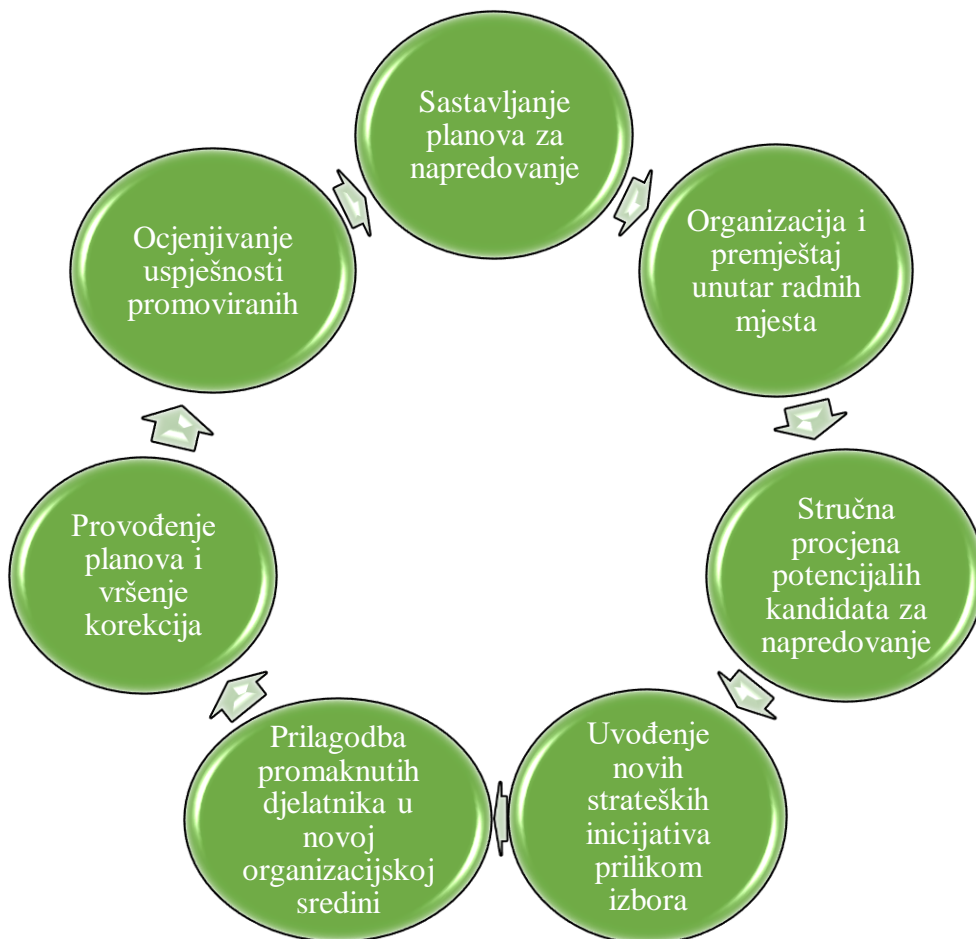 Sastavljanje
planova za
napredovanje
Organizacija i
premještaj
unutar radnih
mjesta
Stručna
procjena
potencijalih
kandidata za
napredovanje
Uvođenje
novih
strateških
inicijativa
prilikom
izbora
Prilagodba
promaknutih
djelatnika u
novoj
organizacijskoj
sredini
Provođenje
planova i
vršenje
korekcija
Ocjenjivanje
uspješnosti
promoviranih